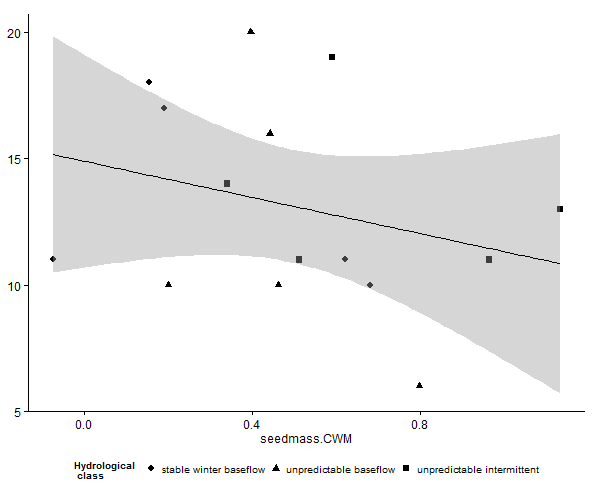 20
15
10
5
0.0 0.4 0.8
seedmass.CWM
Hydrological
class
stable winter baseflow unpredictable baseflow unpredictable intermittent